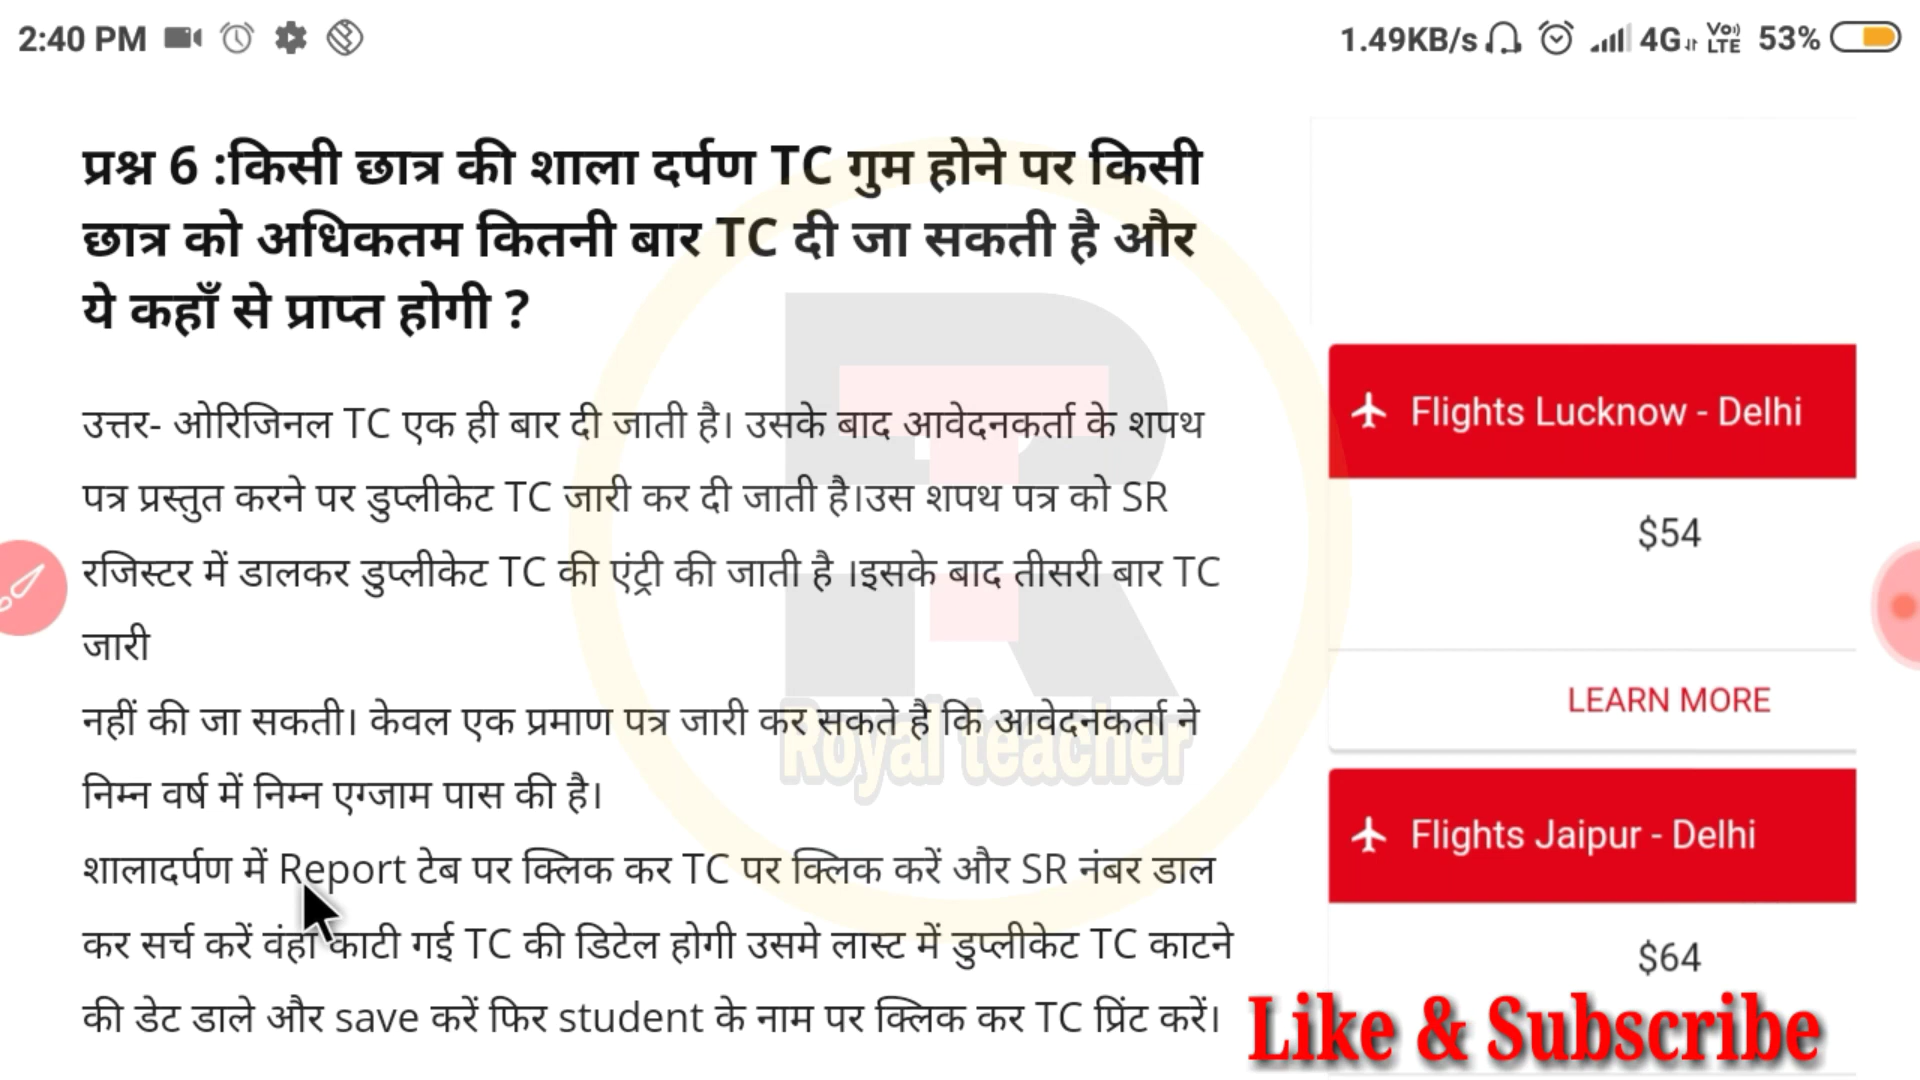 2:40 PM
1.49KB/s 4G Vo) LTE 53%
प्रश्न 6 :किसी छात्र की शाला दर्पण TC गुम होने पर किसी
छात्र को अधिकतम कितनी बार TC दी जा सकती है और
ये कहाँ से प्राप्त होगी ?
उत्तर- ओरिजिनल TC एक ही बार दी जाती है। उसके बाद आवेदनकर्ता के शपथ
पत्र प्रस्तुत करने पर डुप्लीकेट TC जारी कर दी जाती है।उस शपथ पत्र को SR
रजिस्टर में डालकर डुप्लीकेट TC की एंट्री की जाती है ।इसके बाद तीसरी बार TC
जारी
नहीं की जा सकती। केवल एक प्रमाण पत्र जारी कर सकते है कि आवेदनकर्ता ने
निम्न वर्ष में निम्न एग्जाम पास की है।
शालादर्पण में Report टेब पर क्लिक कर TC पर क्लिक करें और SR नंबर डाल
कर सर्च करें वंहा काटी गई TC की डिटेल होगी उसमे लास्ट में डुप्लीकेट TC काटने
की डेट डाले और save करें फिर student के नाम पर क्लिक कर TC प्रिंट करें।
Royal teacher
Flights Lucknow - Delhi
$54
LEARN MORE
Flights Jaipur - Delhi
$64
Like & Subscribe